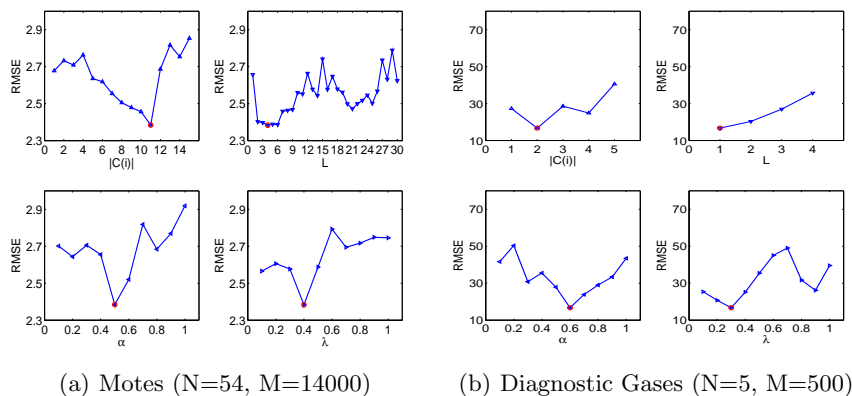 2.9
2.7
2.5
2.3
RMSE
0 2 4 6 8 10 12 14
|C(i)|
2.9
2.7
2.5
2.3
RMSE
0 3 6 9 12 15 18 21 24 27 30
L
70
50
30
10
RMSE
0 1 2 3 4 5
|C(i)|
70
50
30
10
RMSE
0 1 2 3 4
L
2.9
2.7
2.5
2.3
RMSE
0 0.2 0.4 0.6 0.8 1
α
2.9
2.7
2.5
2.3
RMSE
0 0.2 0.4 0.6 0.8 1
λ
70
50
30
10
RMSE
0 0.2 0.4 0.6 0.8 1
α
70
50
30
10
RMSE
0 0.2 0.4 0.6 0.8 1
λ
(a) Motes (N=54, M=14000)
(b) Diagnostic Gases (N=5, M=500)